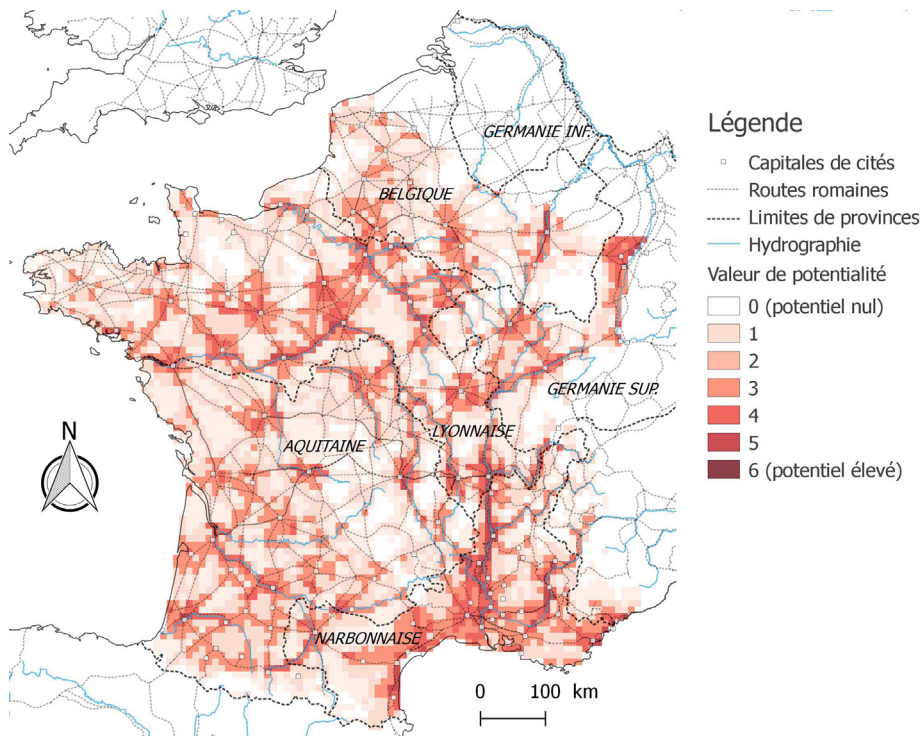 GERMANIE INF.
BELGIQUE
GERMANIE SUP.
LYONNAISE
AQUITAINE
NARBONNAISE
N
0 100 km
Légende
Capitales de cités
Routes romaines
Limites de provinces
Hydrographie
Valeur de potentialité
0 (potentiel nul)
1
2
3
4
5
6 (potentiel élevé)